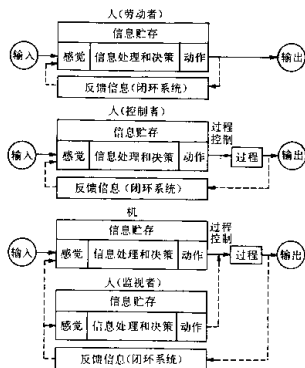 人(劳动者)
信息贮存
输入 感觉 信息处理和决策 动作 输出
反馈信息(闭环系统)
人(控制者)
信息贮存 过程控制
输入 感觉 信息处理和决策 动作 过程 输出
反馈信息(闭环系统)
机
信息贮存 过程控制
输入 感觉 信息处理和决策 动作 过程 输出
人(监视者)
信息贮存
感觉 信息处理和决策 动作
反馈信息(闭环系统)